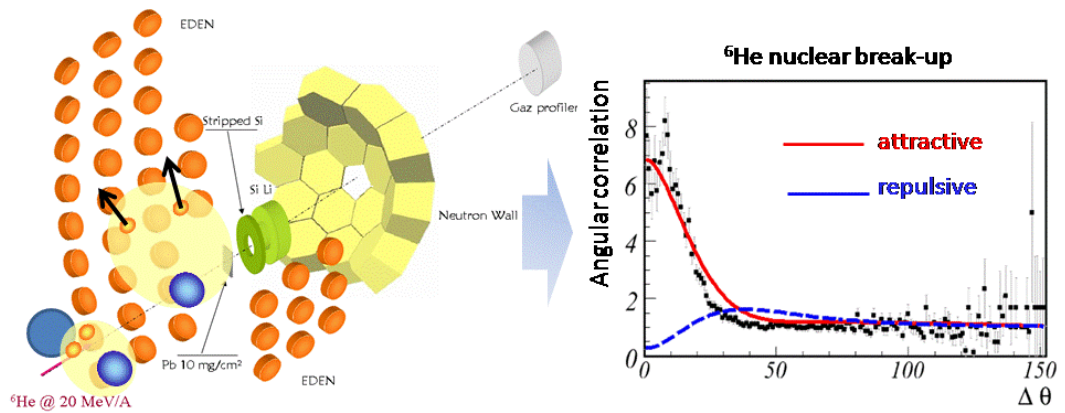 EDEN
Stripped Si
Si Li
Gaz profiler
Neutron Wall
Pb 10 mg/cm²
EDEN
⁶He @ 20 MeV/A
⁶He nuclear break-up
Angular correlation
8
6
4
2
0
attractive
repulsive
0
50
100
150
Δ θ